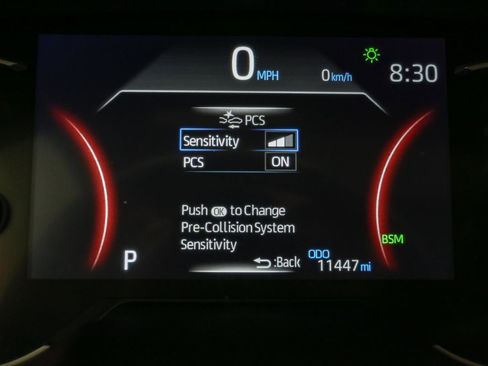 0 MPH 0 km/h 8:30
PCS
Sensitivity
PCS ON
Push OK to Change
Pre-Collision System
Sensitivity
BSM
P :Back ODO
11447 mi